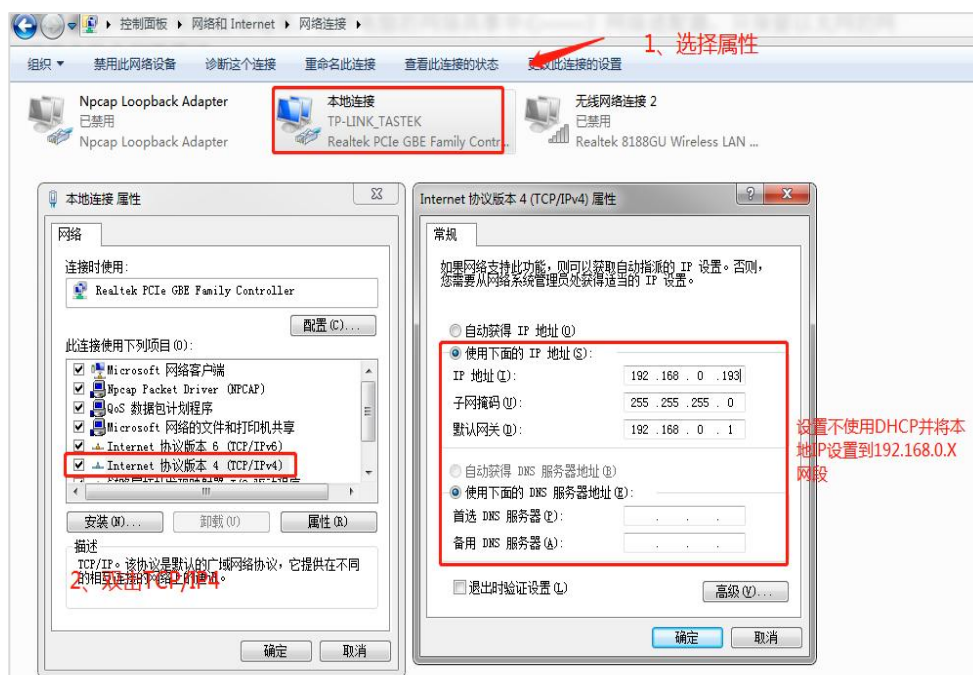 控制面板 ▸ 网络和 Internet ▸ 网络连接 ▸
1、选择属性
组织 禁用此网络设备 诊断这个连接 重命名此连接 查看此连接的状态 更改此连接的设置
Npcap Loopback Adapter
已禁用
Npcap Loopback Adapter
本地连接
TP-LINK_TASTEK
Realtek PCIe GBE Family Contr...
无线网络连接 2
已禁用
Realtek 8188GU Wireless LAN ...
本地连接 属性
网络
连接时使用:
Realtek PCIe GBE Family Controller
配置(C)...
此连接使用下列项目(O):
Microsoft 网络客户端
Npcap Packet Driver (NPCAP)
QoS 数据包计划程序
Microsoft 网络的文件和打印机共享
Internet 协议版本 6 (TCP/IPv6)
Internet 协议版本 4 (TCP/IPv4)
安装(N)... 卸载(U) 属性(R)
描述
TCP/IP。该协议是默认的广域网络协议，它提供在不同
的相互连接的网络上的通讯。
2、双击TCP/IP4
确定 取消
Internet 协议版本 4 (TCP/IPv4) 属性
常规
如果网络支持此功能，则可以获取自动指派的 IP 设置。否则，
您需要从网络系统管理员处获得适当的 IP 设置。
自动获得 IP 地址(O)
使用下面的 IP 地址(S):
IP 地址(I): 192 .168 . 0 .193
子网掩码(U): 255 .255 .255 . 0
默认网关(D): 192 .168 . 0 . 1
自动获得 DNS 服务器地址(B)
使用下面的 DNS 服务器地址(E):
首选 DNS 服务器(P): . . .
备用 DNS 服务器(A): . . .
退出时验证设置(L)
高级(V)...
确定 取消
设置不使用DHCP并将本
地IP设置到192.168.0.X
网段